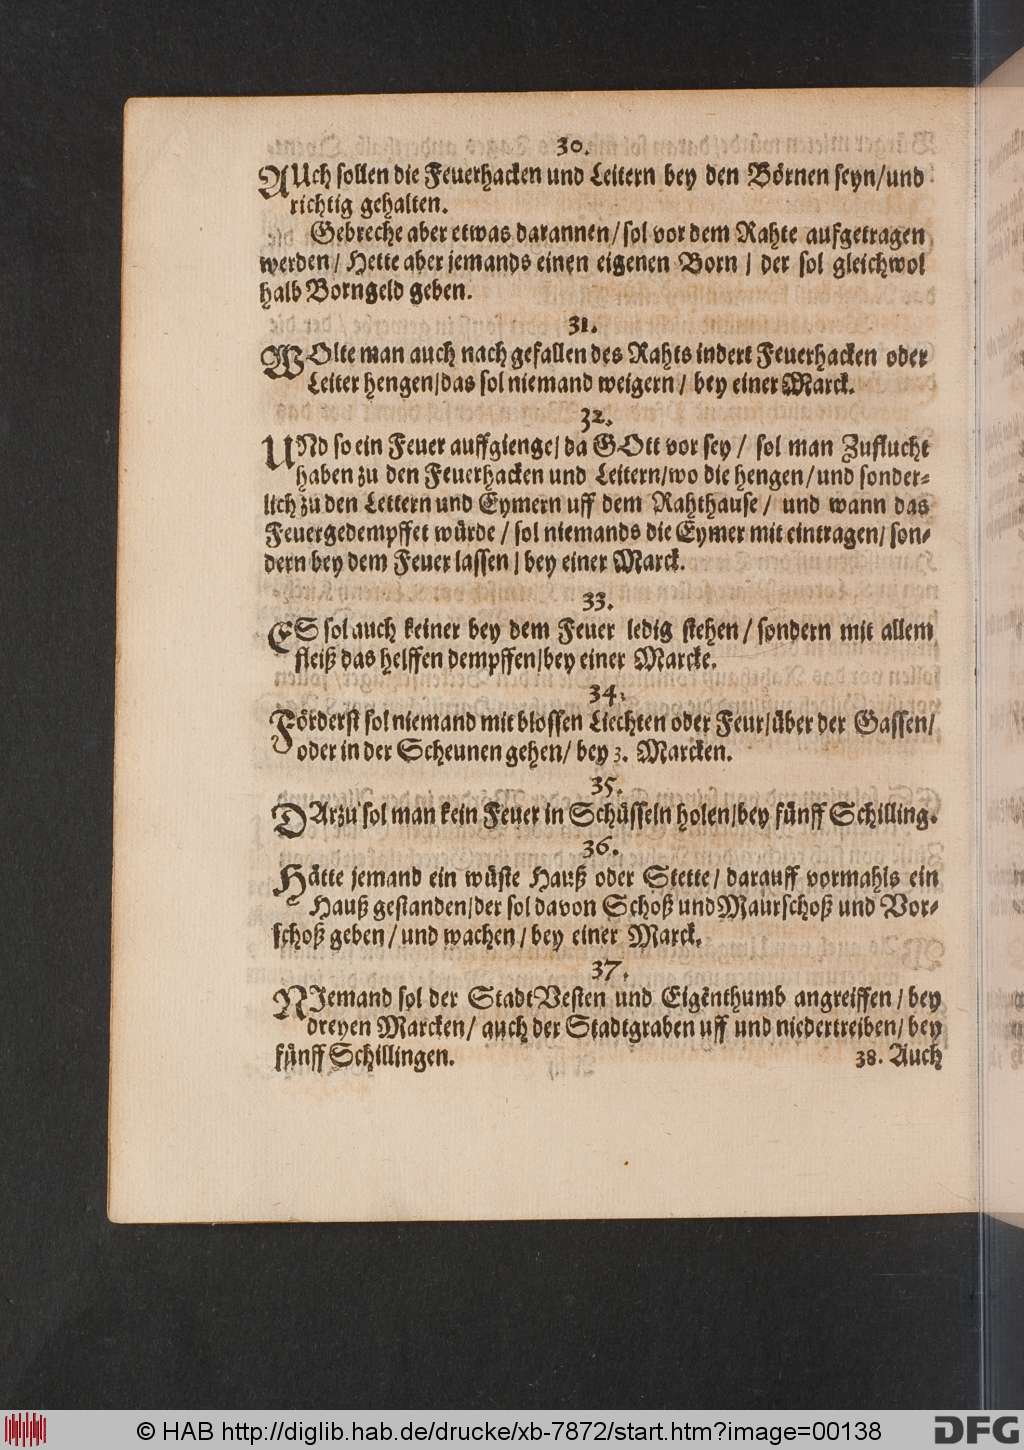 30.
AUch sollen die Feuerhacken und Leitern bey den Börnen seyn/und
richtig gehalten.
Gebreche aber etwas darannen/sol vor dem Rahte aufgetragen
werden/ Hette aber jemands einen eigenen Born / der sol gleichwol
halb Borngeld geben.
31.
WOlte man auch nach gefallen des Rahts indert Feuerhacken oder
Leiter hengen/das sol niemand weigern/ bey einer Marck.
32.
UNd so ein Feuer auffgienge/da GOtt vor sey / sol man Zuflucht
haben zu den Feuerhacken und Leitern/wo die hengen/und sonder-
lich zu den Lettern und Eymern uff dem Rahthause/ und wann das
Feuer gedempffet würde / sol niemands die Eymer mit eintragen/ son-
dern bey dem Feuer lassen / bey einer Marck.
33.
ES sol auch keiner bey dem Feuer ledig stehen/ sondern mit allem
fleiß das helffen dempffen/bey einer Marcke.
34.
Förderst sol niemand mit blossen Liechten oder Feur/über der Gassen/
oder in der Scheunen gehen/ bey 3. Marcken.
35.
DArzu sol man kein Feuer in Schüsseln holen/bey fünff Schilling.
36.
Hätte jemand ein wüste Hauß oder Stette/ darauff vormahls ein
Hauß gestanden/der sol davon Schoß und Maurschoß und Vor-
schoß geben/und wachen/bey einer Marck.
37.
NJemand sol der Stadt Vesten und Eigenthumb angreiffen/bey
dreyen Marcken/ auch der Stadtgraben uff und niedertreiben/bey
fünff Schillingen.
38. Auch
© HAB http://diglib.hab.de/drucke/xb-7872/start.htm?image=00138
DFG